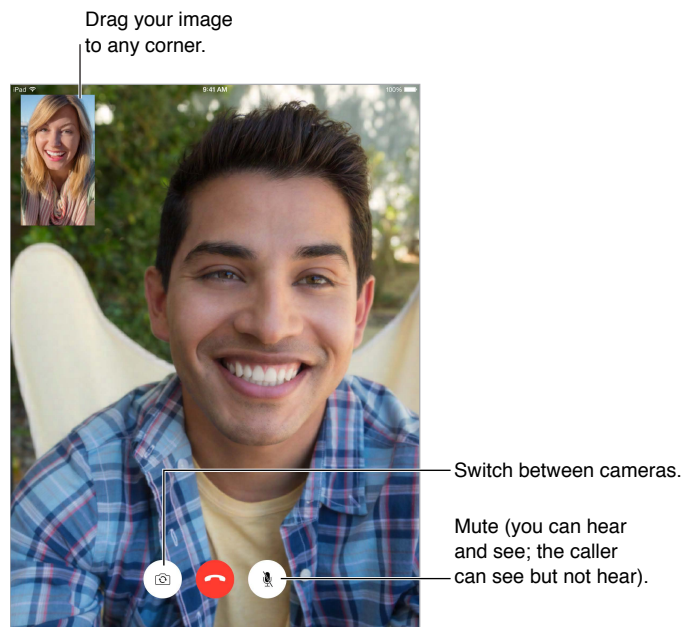 Drag your image
to any corner.
iPad 9:41 AM 100%
Switch between cameras.
Mute (you can hear
and see; the caller
can see but not hear).